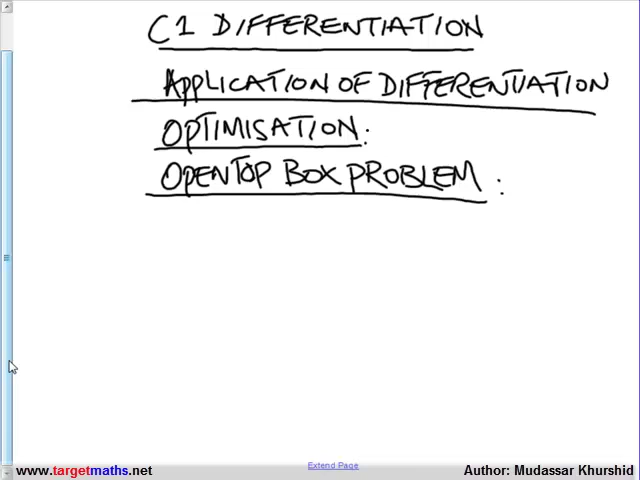 C1 DIFFERENTIATION
APPLICATION OF DIFFERENTIATION
OPTIMISATION:
OPENTOP BOX PROBLEM:
Extend Page
www.targetmaths.net
Author: Mudassar Khurshid